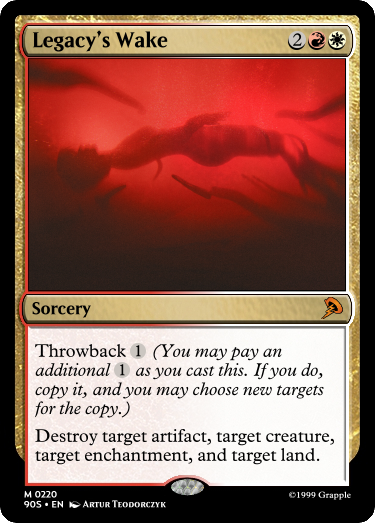 Legacy's Wake 2
Sorcery
Throwback 1 (You may pay an
additional 1 as you cast this. If you do,
copy it, and you may choose new targets
for the copy.)
Destroy target artifact, target creature,
target enchantment, and target land.
M 0220
90S • EN Artur Teodorczyk
©1999 Grapple